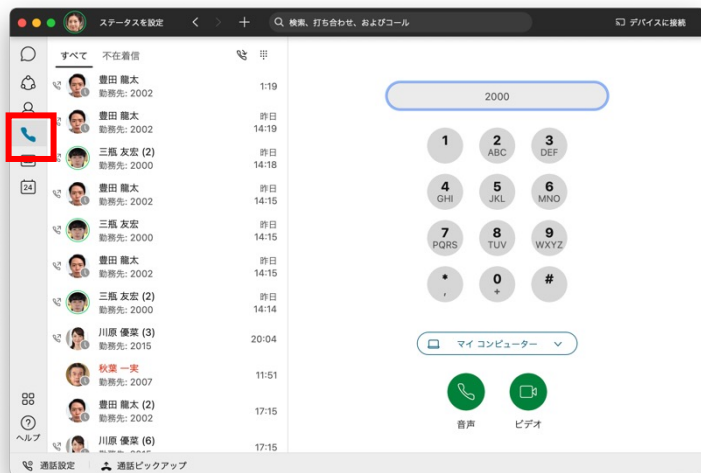 ステータスを設定
検索、打ち合わせ、およびコール
デバイスに接続
すべて 不在着信
豊田 龍太
勤務先: 2002
1:19
豊田 龍太
勤務先: 2002
昨日
14:19
三瓶 友宏 (2)
勤務先: 2000
昨日
14:18
豊田 龍太
勤務先: 2002
昨日
14:15
三瓶 友宏
勤務先: 2000
昨日
14:15
豊田 龍太
勤務先: 2002
昨日
14:15
三瓶 友宏 (2)
勤務先: 2000
昨日
14:14
川原 優菜 (3)
勤務先: 2015
20:04
秋葉 一実
勤務先: 2007
11:51
豊田 龍太 (2)
勤務先: 2002
17:15
川原 優菜 (6)
17:15
24
ヘルプ
通話設定
通話ピックアップ
2000
1 2 3
ABC DEF
4 5 6
GHI JKL MNO
7 8 9
PQRS TUV WXYZ
* 0 #
, +
マイ コンピューター
音声 ビデオ